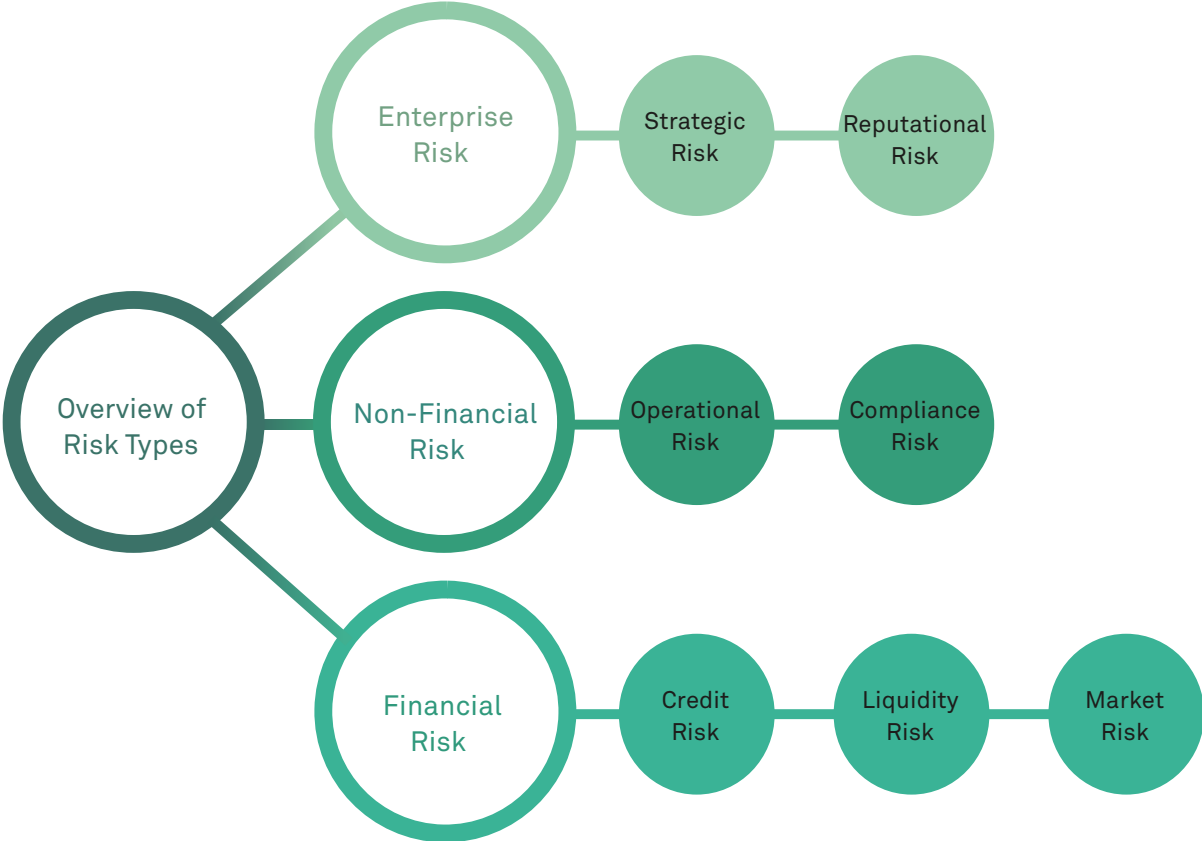 Enterprise
Risk
Strategic
Risk
Reputational
Risk
Overview of
Risk Types
Non-Financial
Risk
Operational
Risk
Compliance
Risk
Financial
Risk
Credit
Risk
Liquidity
Risk
Market
Risk